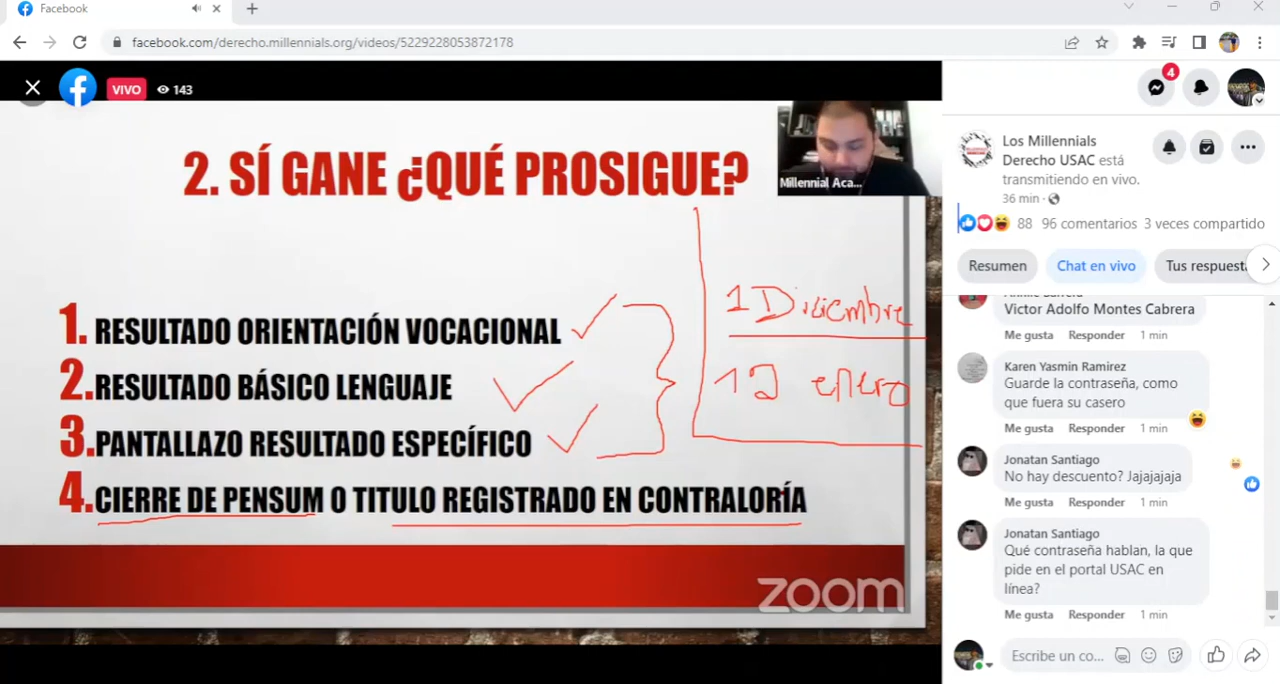 Facebook
facebook.com/derecho.millennials.org/videos/5229228053872178
VIVO 143
2. SÍ GANE ¿QUÉ PROSIGUE?
Millennial Aca...
1. RESULTADO ORIENTACIÓN VOCACIONAL
2. RESULTADO BÁSICO LENGUAJE
3. PANTALLAZO RESULTADO ESPECÍFICO
4. CIERRE DE PENSUM O TITULO REGISTRADO EN CONTRALORÍA
1 Diciembre
12 enero
zoom
4
Los Millennials
Derecho USAC está
transmitiendo en vivo.
36 min
88 96 comentarios 3 veces compartido
Resumen Chat en vivo Tus respuest
Victor Adolfo Montes Cabrera
Me gusta Responder 1 min
Karen Yasmin Ramirez
Guarde la contraseña, como
que fuera su casero
Me gusta Responder 1 min
Jonatan Santiago
No hay descuento? Jajajajaja
Me gusta Responder 1 min
Jonatan Santiago
Qué contraseña hablan, la que
pide en el portal USAC en
línea?
Me gusta Responder 1 min
Escribe un co...